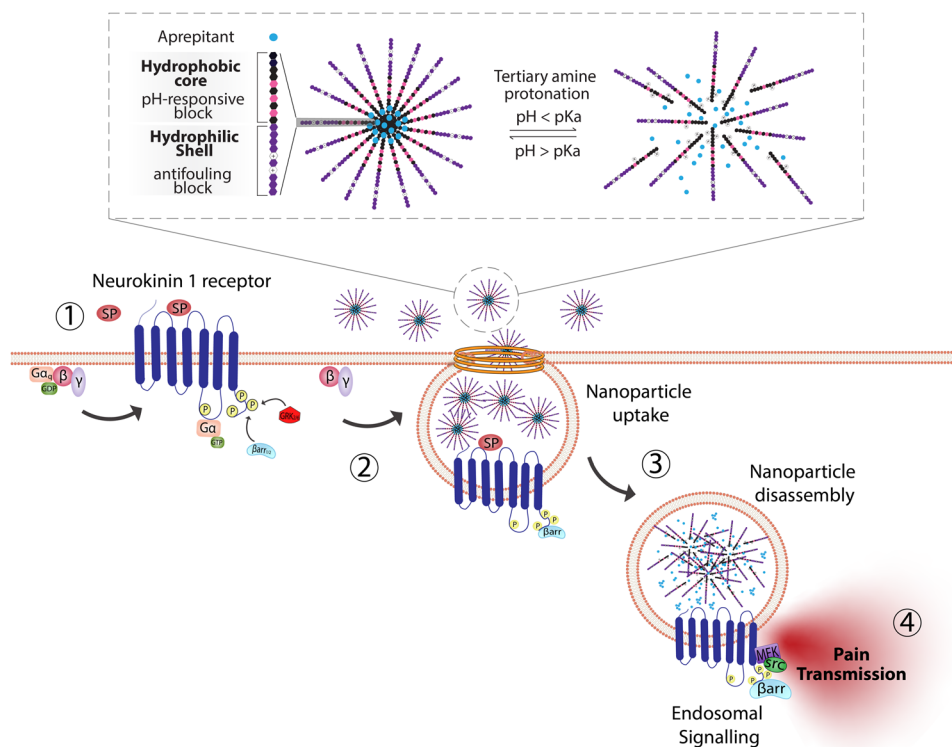 Aprepitant
Hydrophobic
core
pH-responsive
block
Hydrophilic
Shell
antifouling
block
Tertiary amine
protonation
pH < pKa
pH > pKa
Neurokinin 1 receptor
①
SP
SP
Gαq
GDP
β
γ
P
P
P
P
Gα
GTP
GRKs
β
γ
②
SP
P
P
P
βarr
Nanoparticle
uptake
③
Nanoparticle
disassembly
④
MEK
src
P
P
P
βarr
Pain
Transmission
Endosomal
Signalling